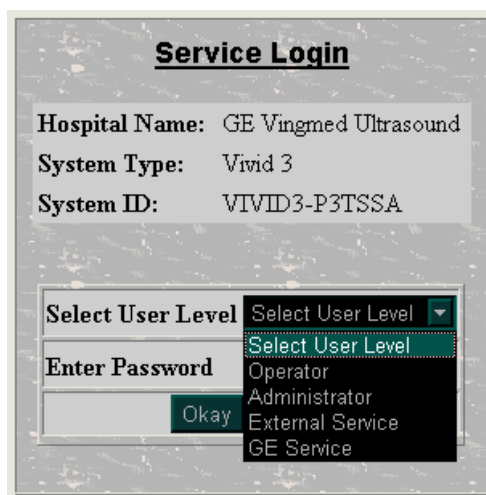 Service Login
Hospital Name: GE Vingmed Ultrasound
System Type: Vivid 3
System ID: VIVID3-P3TSSA
Select User Level Select User Level
Select User Level
Enter Password
Operator
Administrator
Okay
External Service
GE Service